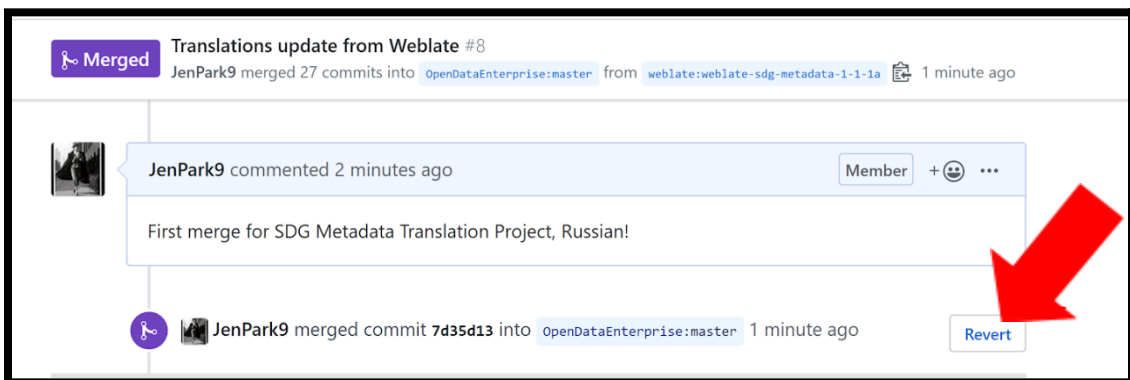 Merged
Translations update from Weblate #8
JenPark9 merged 27 commits into OpenDataEnterprise:master from weblate:weblate-sdg-metadata-1-1-1a 1 minute ago
JenPark9 commented 2 minutes ago Member
First merge for SDG Metadata Translation Project, Russian!
JenPark9 merged commit 7d35d13 into OpenDataEnterprise:master 1 minute ago Revert